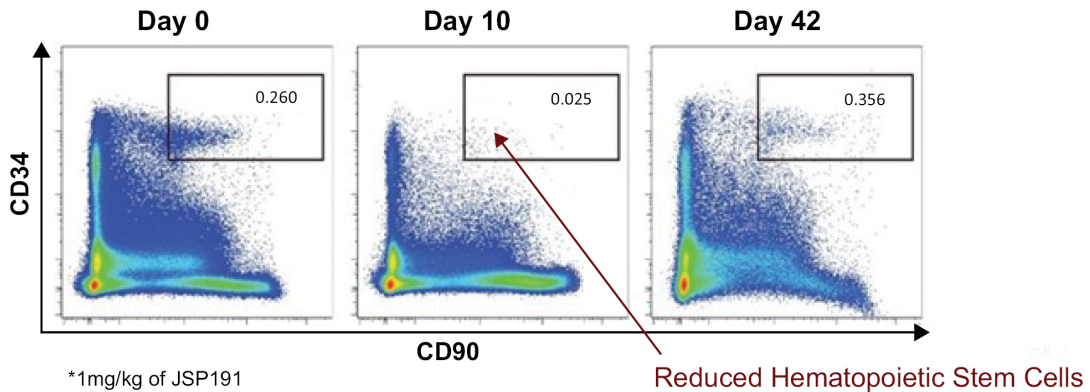 Day 0
Day 10
Day 42
0.260
0.025
0.356
CD34
CD90
*1mg/kg of JSP191
Reduced Hematopoietic Stem Cells